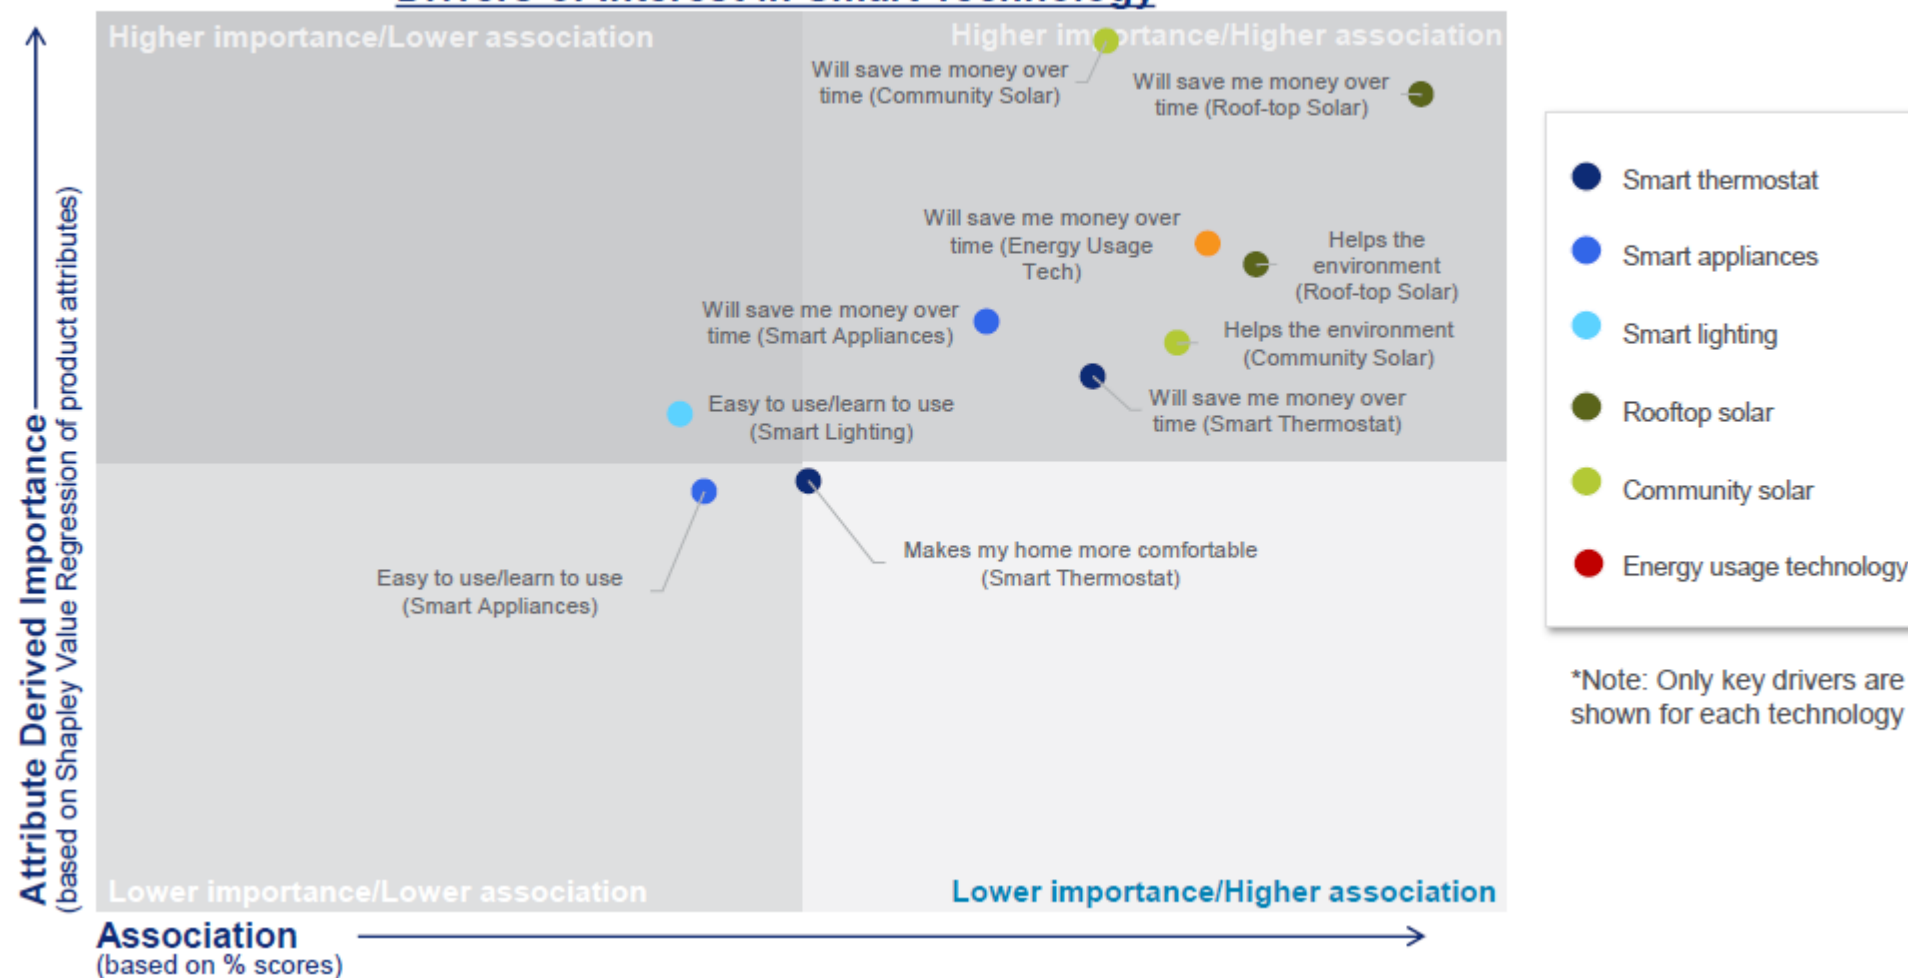 Drivers of Interest in Smart Technology
Higher importance/Lower association
Higher importance/Higher association
Will save me money over
time (Community Solar)
Will save me money over
time (Roof-top Solar)
Will save me money over
time (Energy Usage
Tech)
Helps the
environment
(Roof-top Solar)
Will save me money over
time (Smart Appliances)
Helps the environment
(Community Solar)
Easy to use/learn to use
(Smart Lighting)
Will save me money over
time (Smart Thermostat)
Makes my home more comfortable
(Smart Thermostat)
Easy to use/learn to use
(Smart Appliances)
Lower importance/Lower association
Lower importance/Higher association
Attribute Derived Importance
(based on Shapley Value Regression of product attributes)
Association
(based on % scores)
Smart thermostat
Smart appliances
Smart lighting
Rooftop solar
Community solar
Energy usage technology
*Note: Only key drivers are
shown for each technology